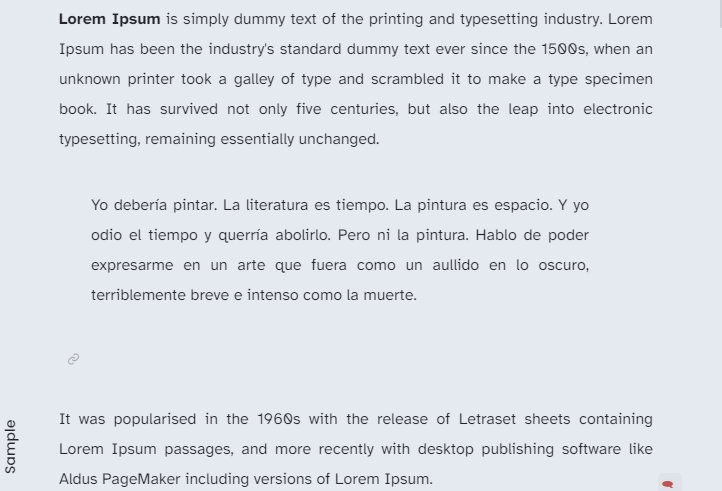 Lorem Ipsum is simply dummy text of the printing and typesetting industry. Lorem
Ipsum has been the industry's standard dummy text ever since the 1500s, when an
unknown printer took a galley of type and scrambled it to make a type specimen
book. It has survived not only five centuries, but also the leap into electronic
typesetting, remaining essentially unchanged.
Yo debería pintar. La literatura es tiempo. La pintura es espacio. Y yo
odio el tiempo y querría abolirlo. Pero ni la pintura. Hablo de poder
expresarme en un arte que fuera como un aullido en lo oscuro,
terriblemente breve e intenso como la muerte.
It was popularised in the 1960s with the release of Letraset sheets containing
Lorem Ipsum passages, and more recently with desktop publishing software like
Aldus PageMaker including versions of Lorem Ipsum.
Sample